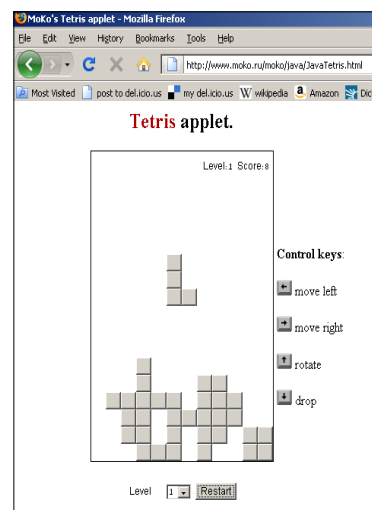 MoKo's Tetris applet - Mozilla Firefox
File Edit View History Bookmarks Tools Help
http://www.moko.ru/moko/java/JavaTetris.html
Most Visited post to del.icio.us my del.icio.us W wikipedia a Amazon Dic
Tetris applet.
Level:1 Score:8
Control keys:
move left
move right
rotate
drop
Level 1 Restart